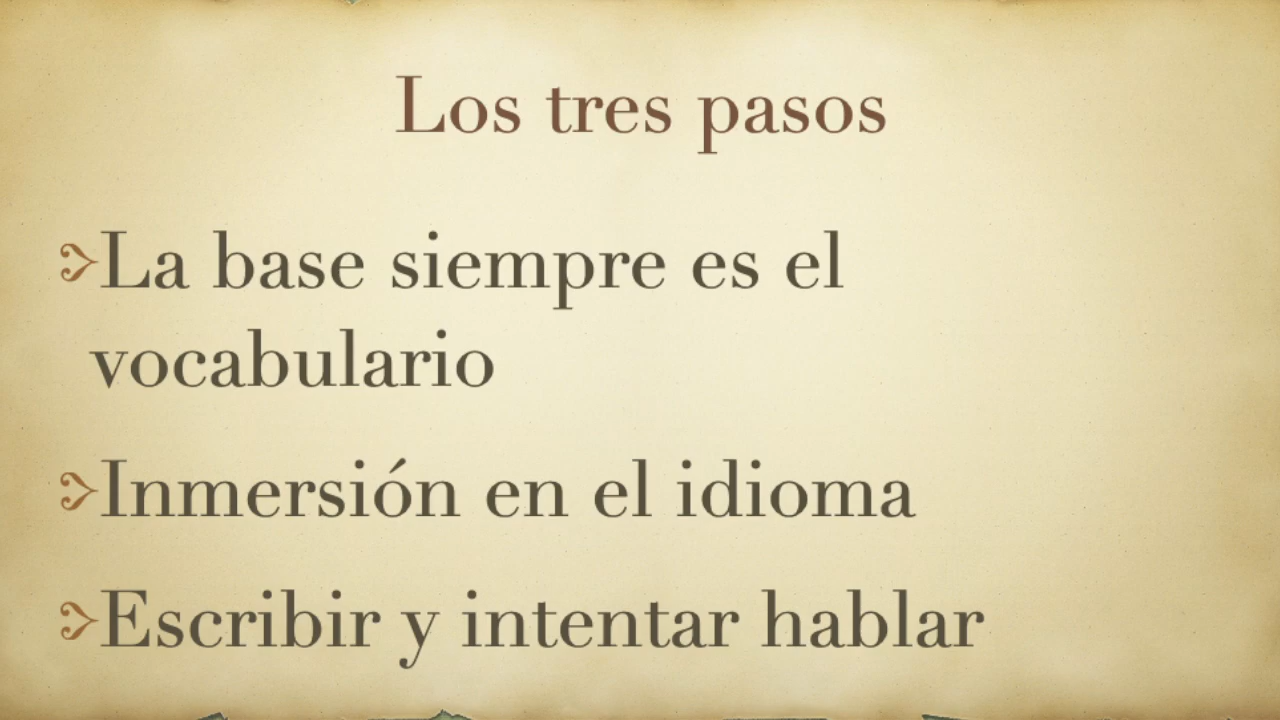 Los tres pasos
La base siempre es el
vocabulario
Inmersión en el idioma
Escribir y intentar hablar